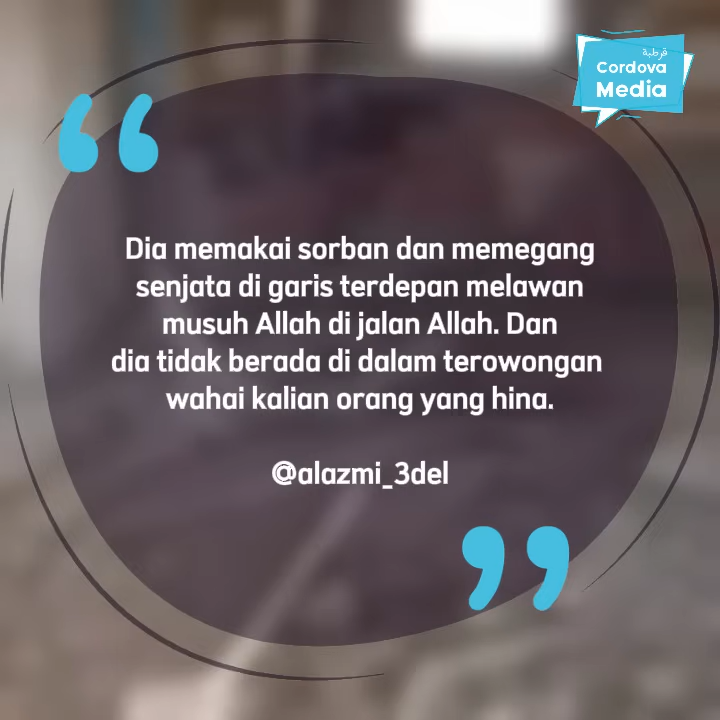 قرطبة
Cordova
Media
Dia memakai sorban dan memegang
senjata di garis terdepan melawan
musuh Allah di jalan Allah. Dan
dia tidak berada di dalam terowongan
wahai kalian orang yang hina.
@alazmi_3del